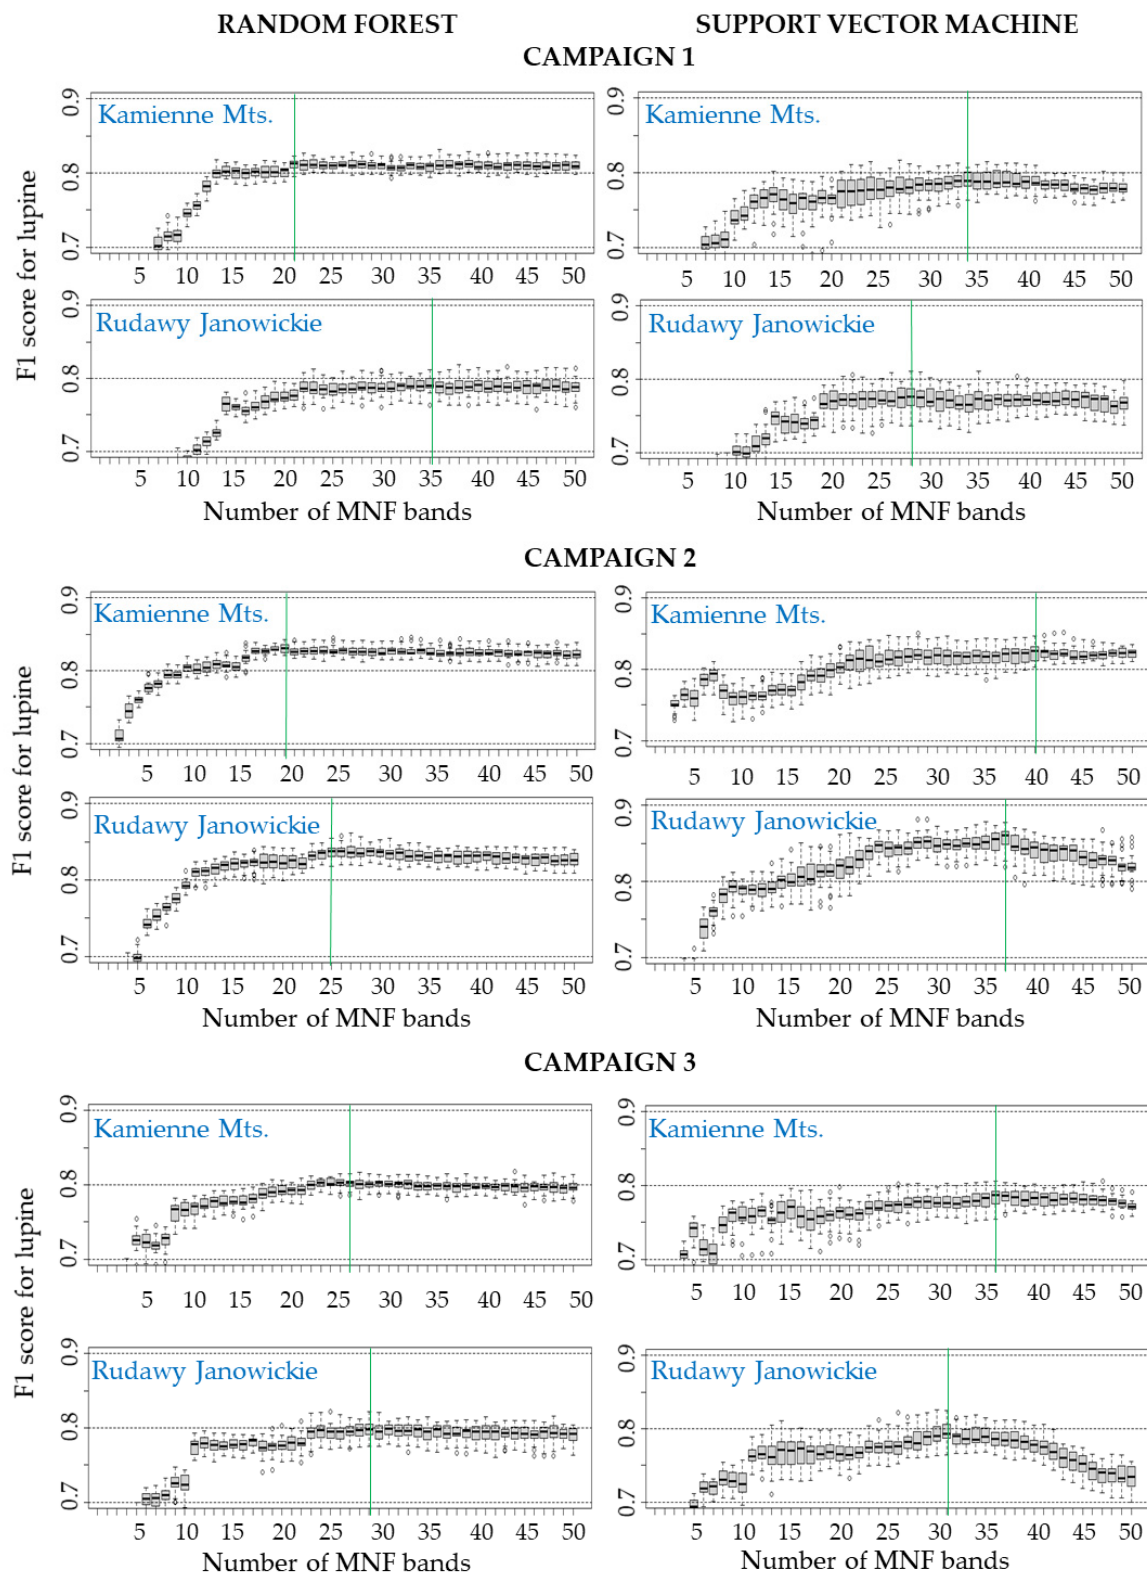 RANDOM FOREST SUPPORT VECTOR MACHINE
CAMPAIGN 1
F1 score for lupine
0.9 0.8 0.7
Kamienne Mts.
5 10 15 20 25 30 35 40 45 50
0.9 0.8 0.7
Kamienne Mts.
5 10 15 20 25 30 35 40 45 50
0.9 0.8 0.7
Rudawy Janowickie
5 10 15 20 25 30 35 40 45 50
Number of MNF bands
0.9 0.8 0.7
Rudawy Janowickie
5 10 15 20 25 30 35 40 45 50
Number of MNF bands
CAMPAIGN 2
F1 score for lupine
0.9 0.8 0.7
Kamienne Mts.
5 10 15 20 25 30 35 40 45 50
0.9 0.8 0.7
Kamienne Mts.
5 10 15 20 25 30 35 40 45 50
0.9 0.8 0.7
Rudawy Janowickie
5 10 15 20 25 30 35 40 45 50
Number of MNF bands
0.9 0.8 0.7
Rudawy Janowickie
5 10 15 20 25 30 35 40 45 50
Number of MNF bands
CAMPAIGN 3
F1 score for lupine
0.9 0.8 0.7
Kamienne Mts.
5 10 15 20 25 30 35 40 45 50
0.9 0.8 0.7
Kamienne Mts.
5 10 15 20 25 30 35 40 45 50
0.9 0.8 0.7
Rudawy Janowickie
5 10 15 20 25 30 35 40 45 50
Number of MNF bands
0.9 0.8 0.7
Rudawy Janowickie
5 10 15 20 25 30 35 40 45 50
Number of MNF bands